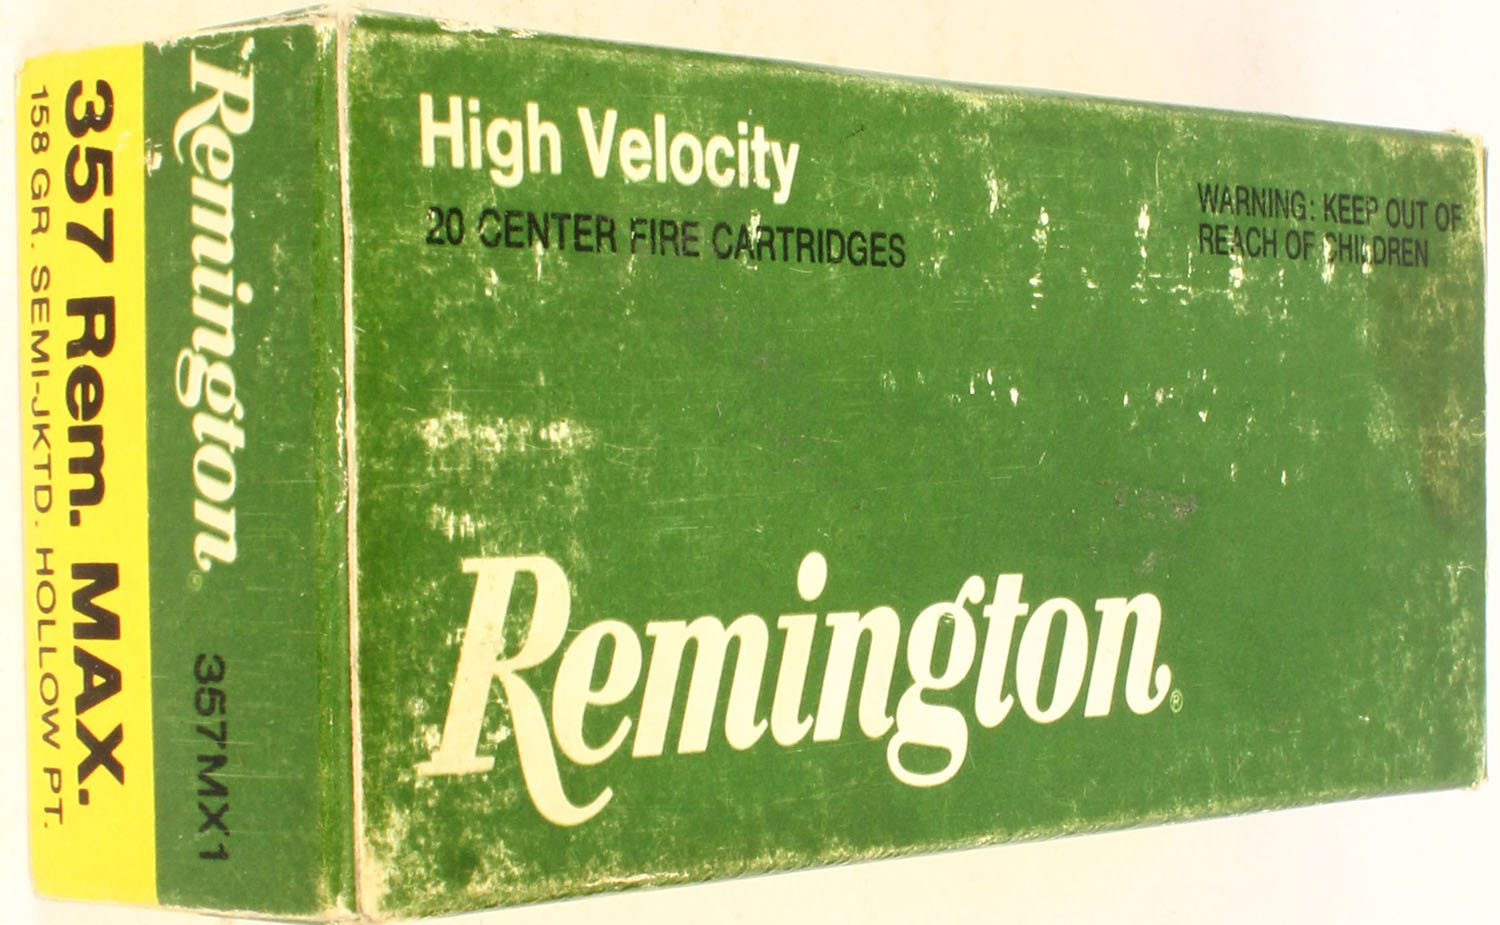 357 Rem. MAX.
158 GR. SEMI-JKTD. HOLLOW PT.
Remington®
357MX1
High Velocity
20 CENTER FIRE CARTRIDGES
WARNING: KEEP OUT OF
REACH OF CHILDREN
Remington®